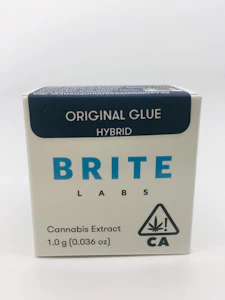 ORIGINAL GLUE
HYBRID
BRITE
LABS
Cannabis Extract
1.0 g (0.036 oz)
!
CA